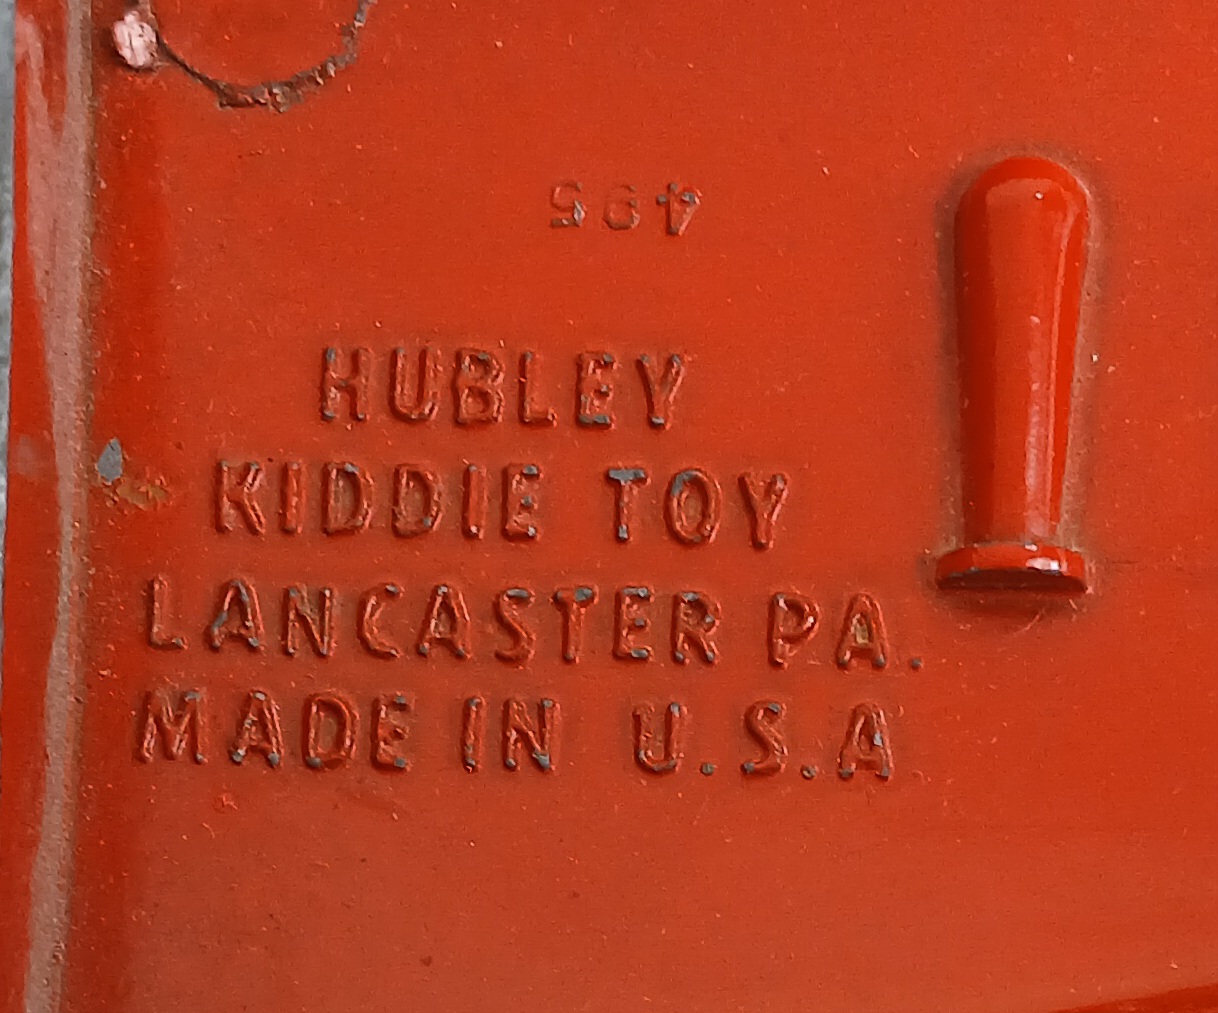 495
HUBLEY
KIDDIE TOY
LANCASTER PA.
MADE IN U.S.A